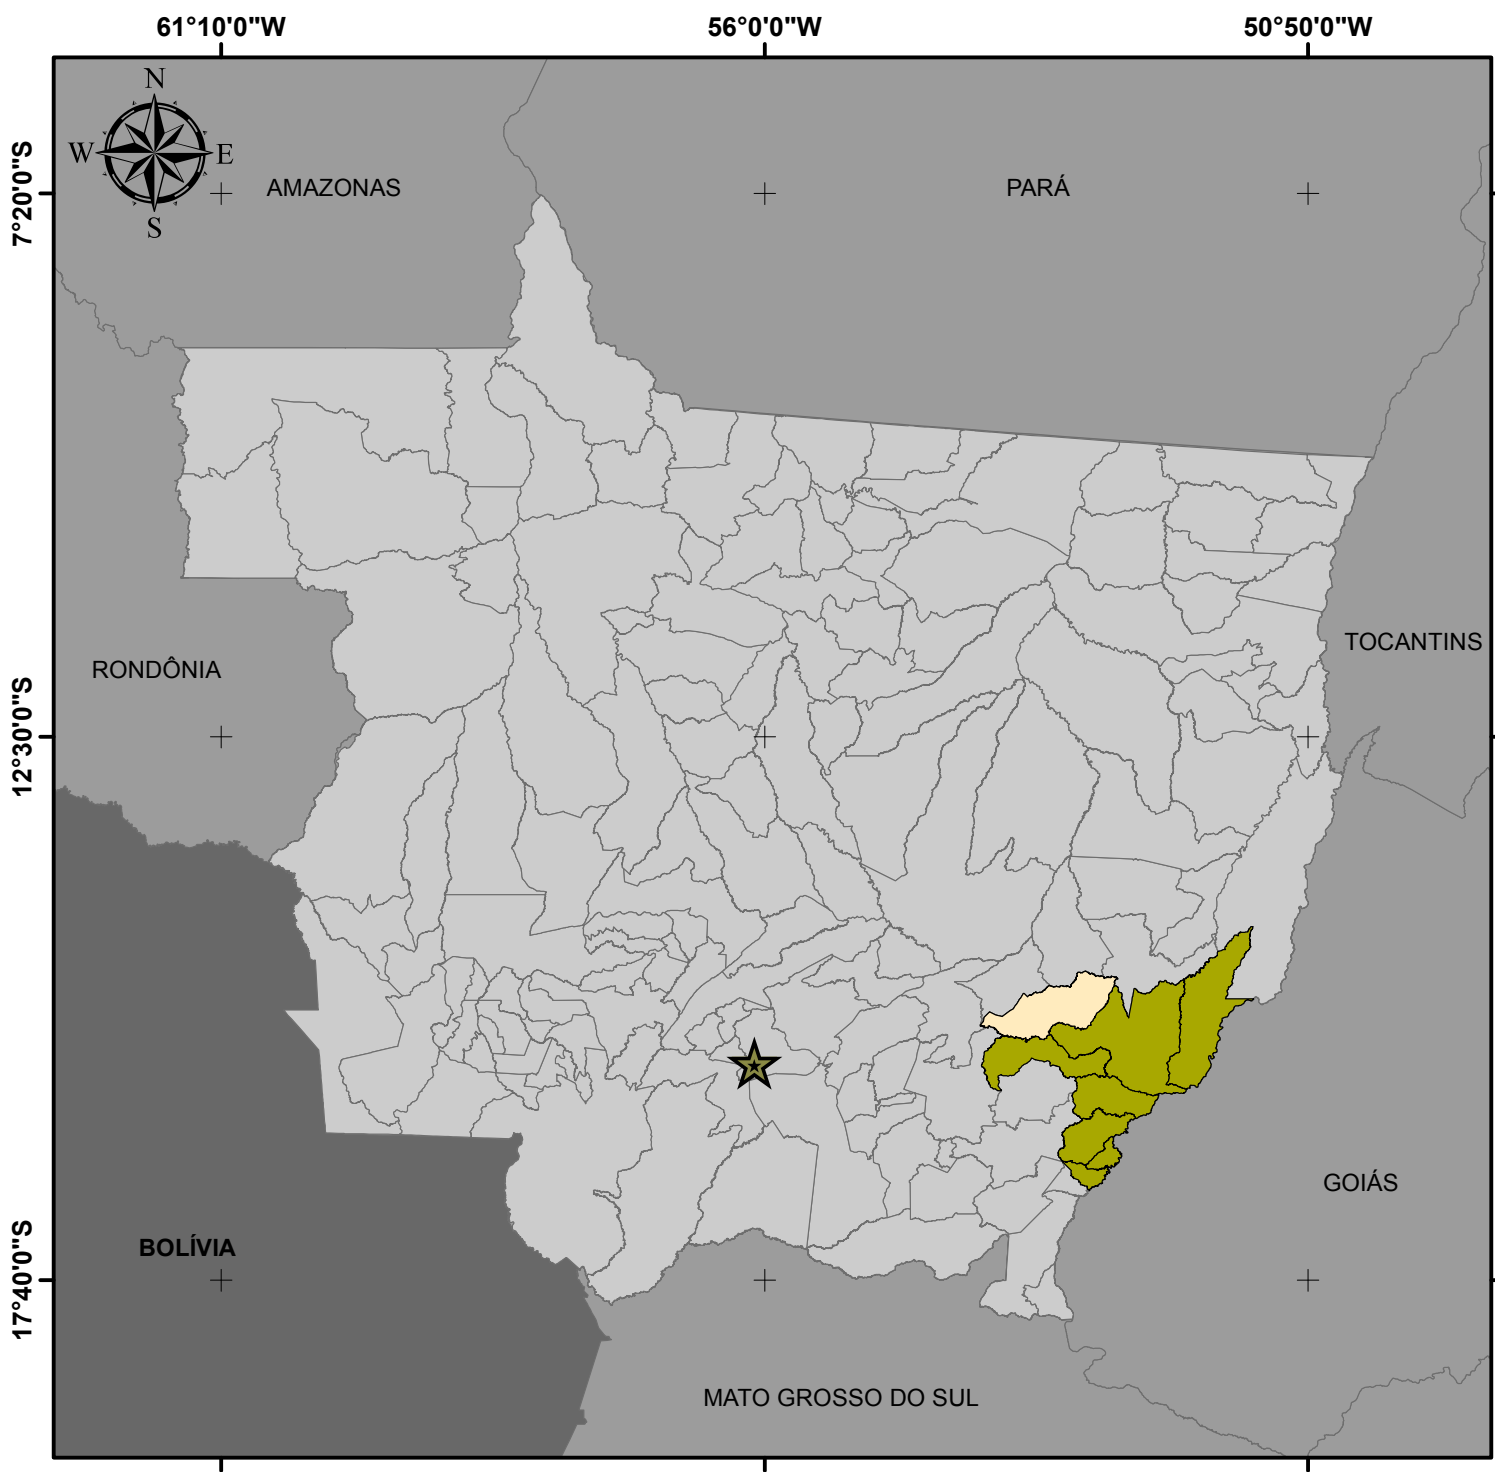 61°10'0"W 56°0'0"W 50°50'0"W
N
W E
S
7°20'0"S
AMAZONAS
PARÁ
TOCANTINS
RONDÔNIA
12°30'0"S
GOIÁS
BOLÍVIA
17°40'0"S
MATO GROSSO DO SUL